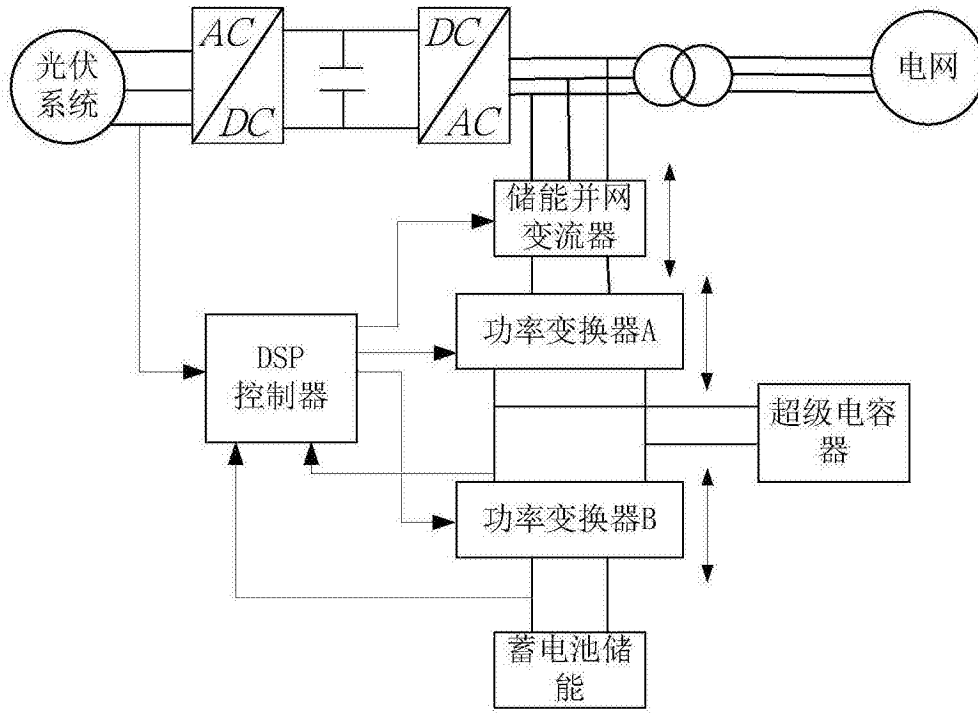 光伏
系统
AC
DC
DC
AC
电网
储能并网
变流器
功率变换器A
DSP
控制器
超级电容
器
功率变换器B
蓄电池储
能